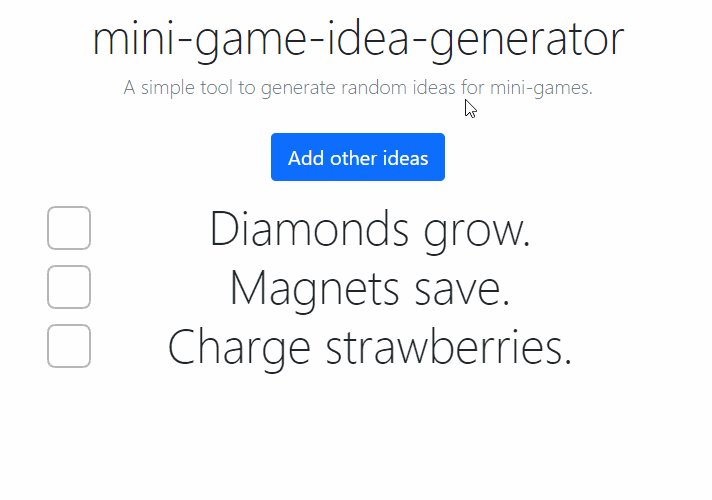 mini-game-idea-generator
A simple tool to generate random ideas for mini-games.
Add other ideas
Diamonds grow.
Magnets save.
Charge strawberries.